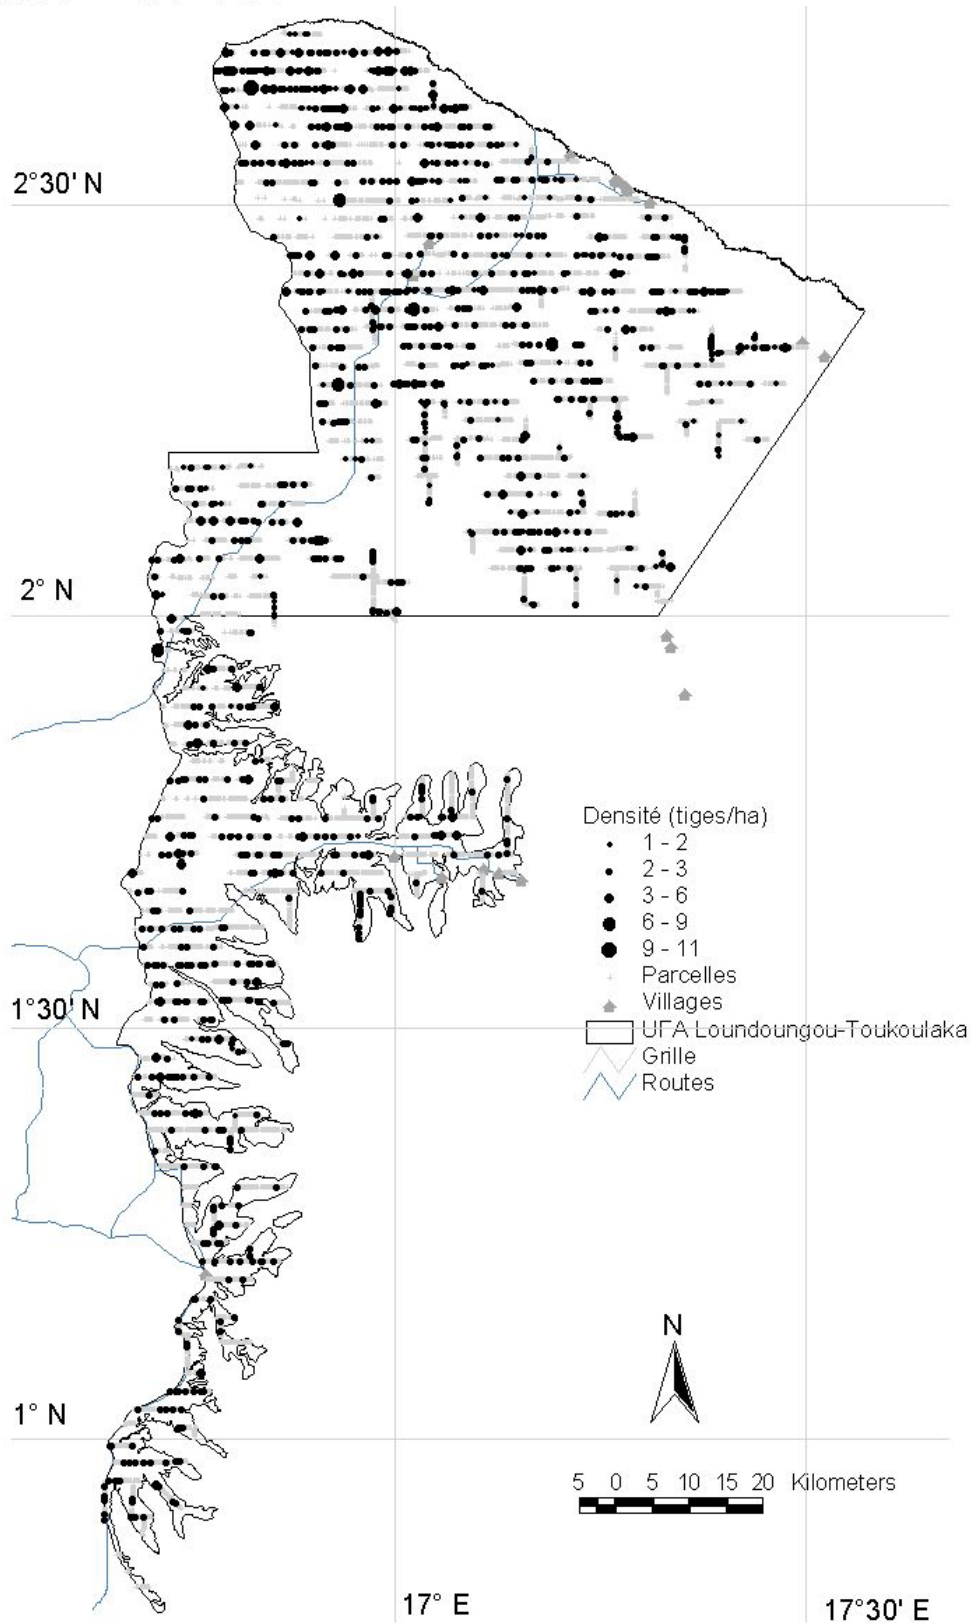 2°30' N
2° N
Densité (tiges/ha)
1 - 2
2 - 3
3 - 6
6 - 9
9 - 11
Parcelles
Villages
1°30' N
UFA Loundoungou-Toukoulaka
Grille
Routes
N
1° N
5 0 5 10 15 20 Kilometers
17° E
17°30' E